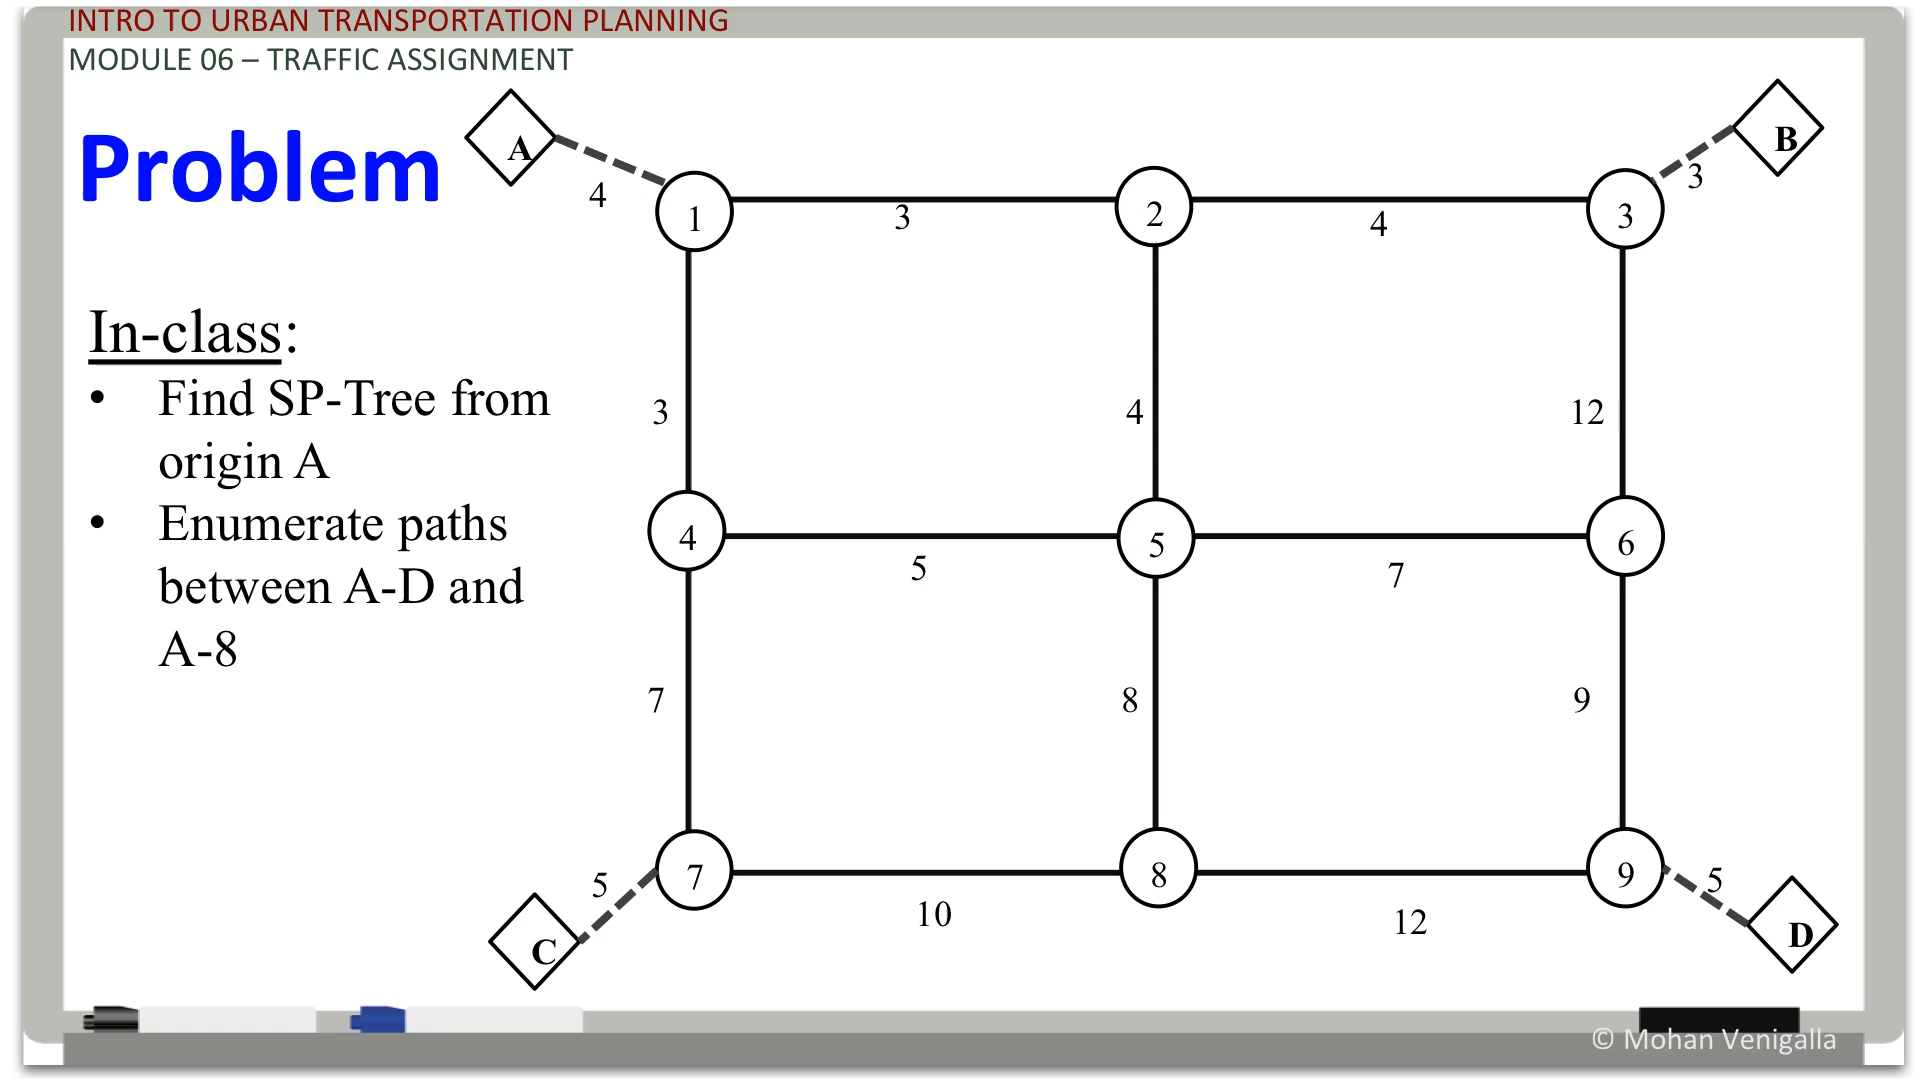 INTRO TO URBAN TRANSPORTATION PLANNING
MODULE 06 – TRAFFIC ASSIGNMENT
Problem
In-class:
• Find SP-Tree from
origin A
• Enumerate paths
between A-D and
A-8
A
B
4
3
1
3
2
4
3
3
4
12
4
5
5
7
6
7
8
9
5
7
10
8
12
9
5
C
D
© Mohan Venigalla